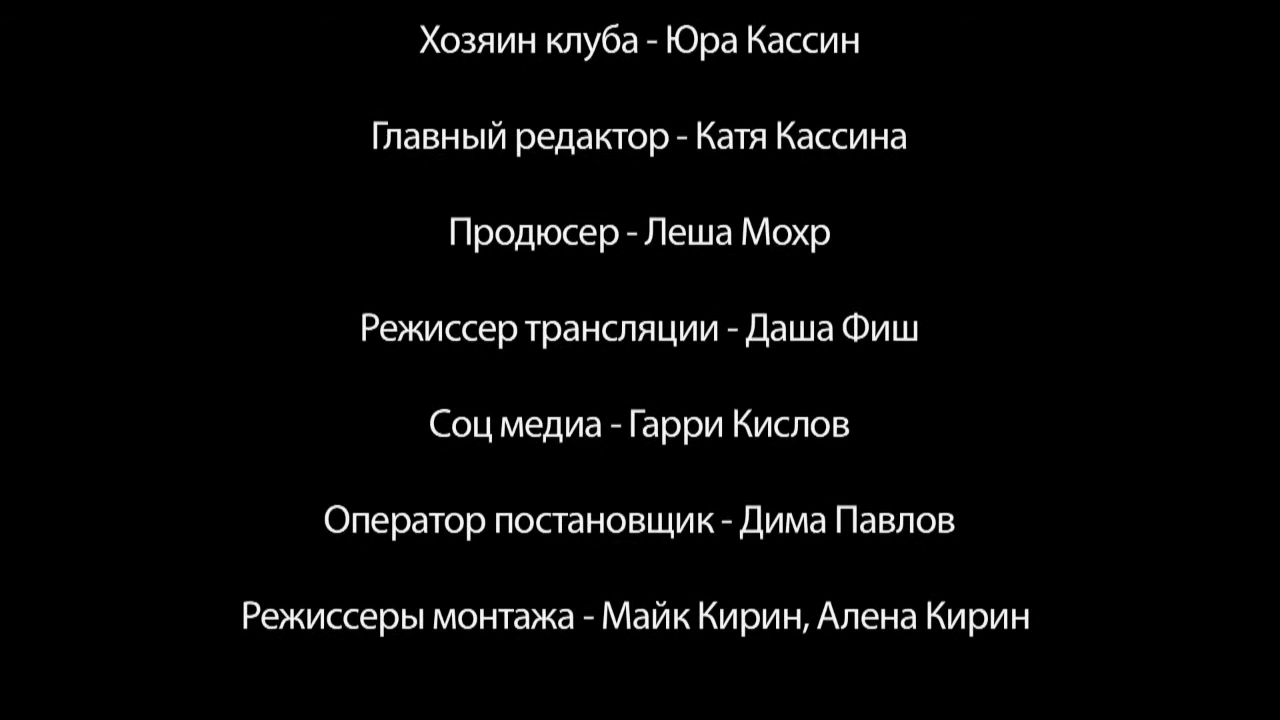 Хозяин клуба - Юра Кассин
Главный редактор - Катя Кассина
Продюсер - Леша Мохр
Режиссер трансляции - Даша Фиш
Соц медиа - Гарри Кислов
Оператор постановщик - Дима Павлов
Режиссеры монтажа - Майк Кирин, Алена Кирин